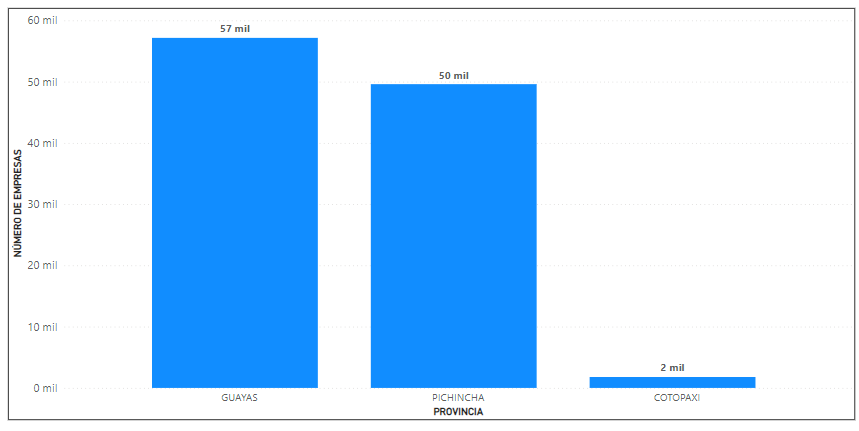 60 mil
50 mil
40 mil
30 mil
20 mil
10 mil
0 mil
NÚMERO DE EMPRESAS
57 mil
50 mil
2 mil
GUAYAS
PICHINCHA
COTOPAXI
PROVINCIA